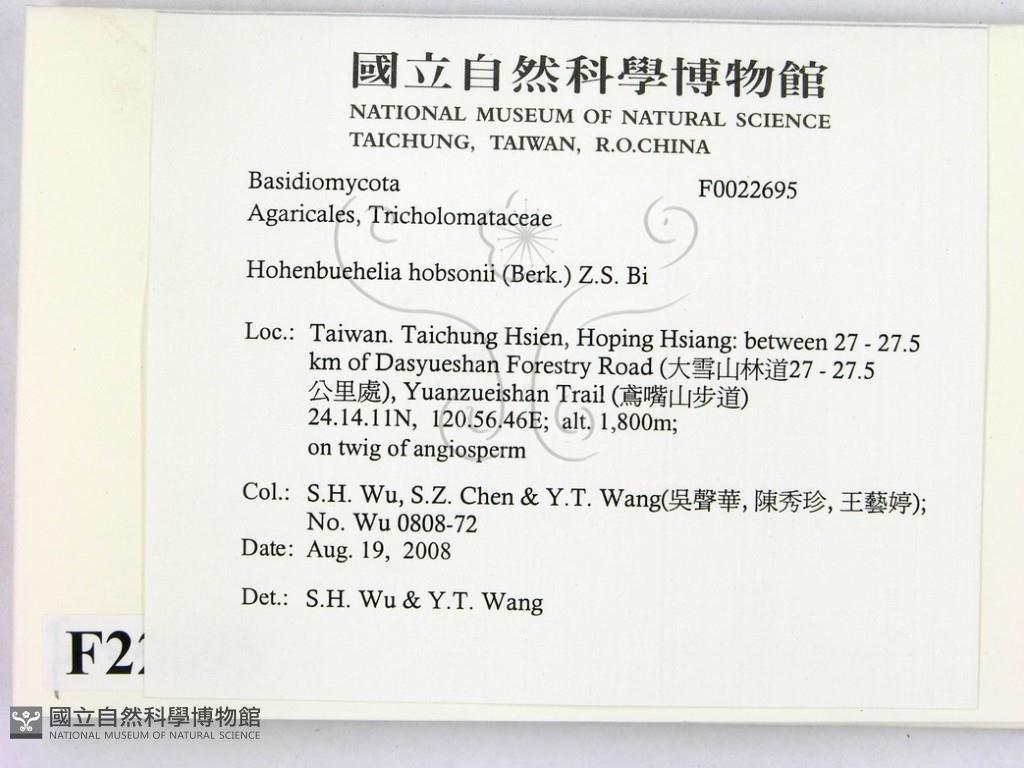 國立自然科學博物館
NATIONAL MUSEUM OF NATURAL SCIENCE
TAICHUNG, TAIWAN, R.O.CHINA
Basidiomycota F0022695
Agaricales, Tricholomataceae
Hohenbuehelia hobsonii (Berk.) Z.S. Bi
Loc.: Taiwan. Taichung Hsien, Hoping Hsiang: between 27 - 27.5
km of Dasyueshan Forestry Road (大雪山林道27 - 27.5
公里處), Yuanzueishan Trail (鳶嘴山步道)
24.14.11N, 120.56.46E; alt. 1,800m;
on twig of angiosperm
Col.: S.H. Wu, S.Z. Chen & Y.T. Wang(吳聲華, 陳秀珍, 王藝婷);
No. Wu 0808-72
Date: Aug. 19, 2008
Det.: S.H. Wu & Y.T. Wang
F22
國立自然科學博物館
NATIONAL MUSEUM OF NATURAL SCIENCE